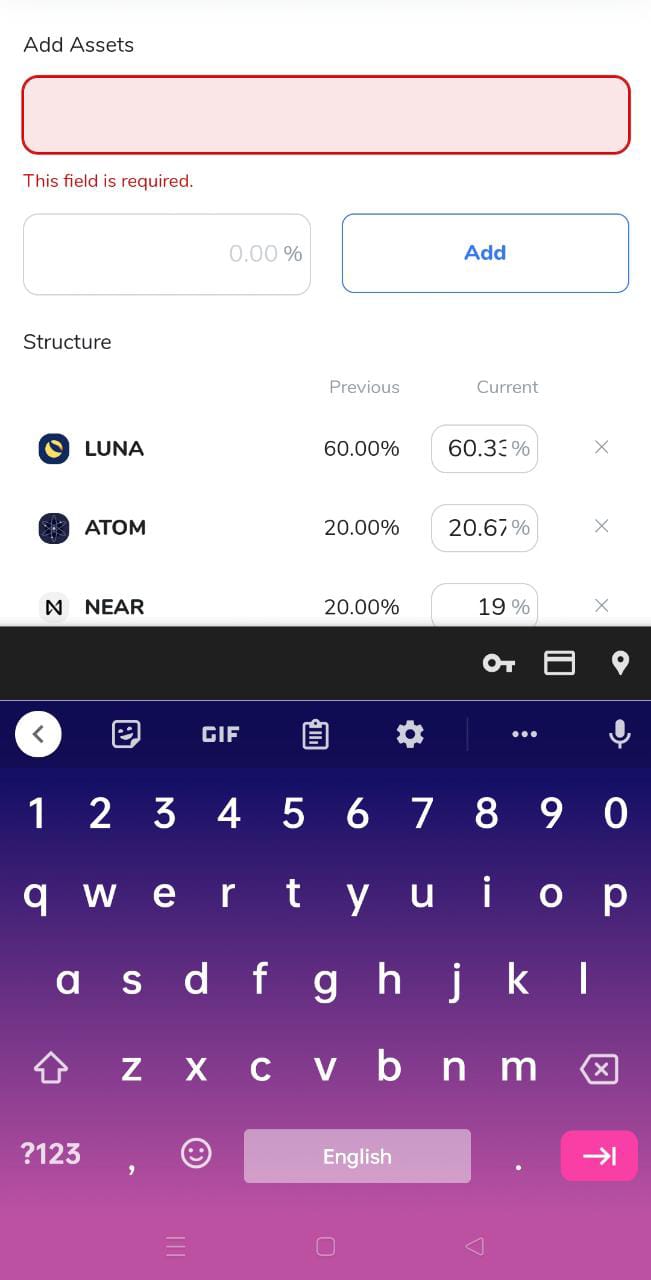 Add Assets
This field is required.
0.00 % Add
Structure
Previous Current
LUNA 60.00% 60.33 %
ATOM 20.00% 20.67 %
NEAR 20.00% 19 %
GIF
1 2 3 4 5 6 7 8 9 0
q w e r t y u i o p
a s d f g h j k l
z x c v b n m
?123 , English .